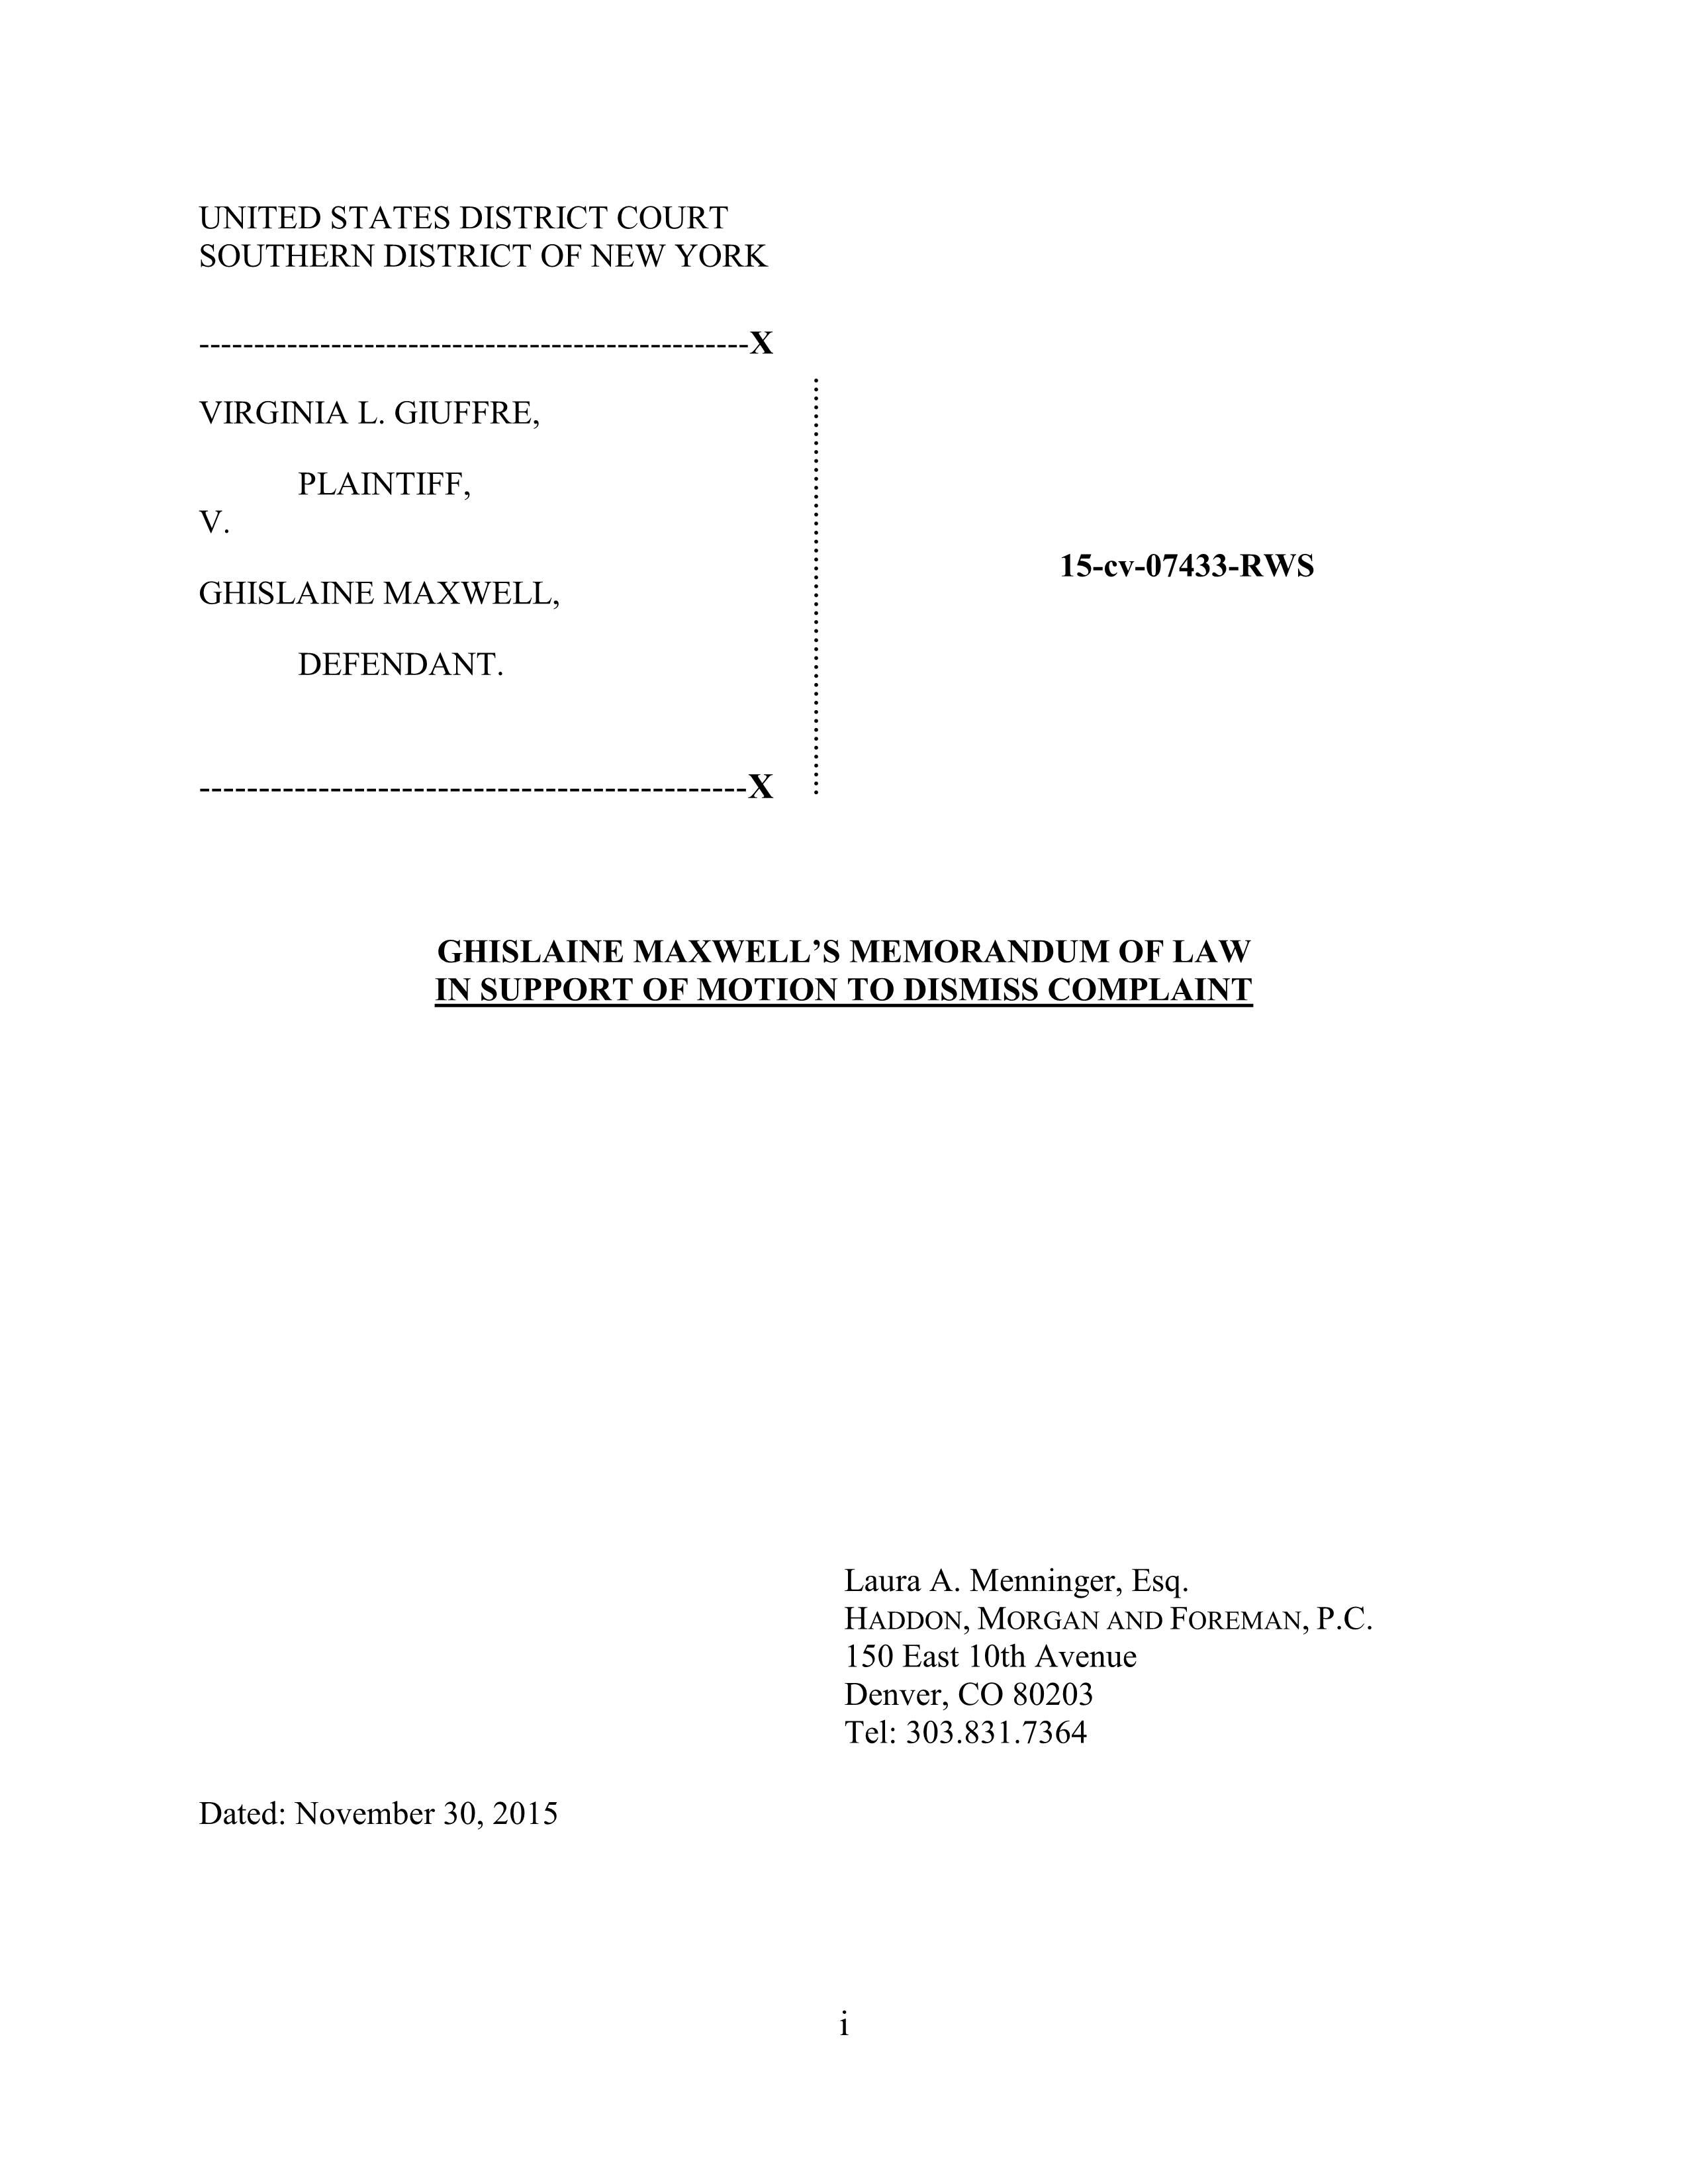 UNITED STATES DISTRICT COURT
SOUTHERN DISTRICT OF NEW YORK
--------------------------------------------------X
VIRGINIA L. GIUFFRE,
PLAINTIFF,
V.
15-cv-07433-RWS
GHISLAINE MAXWELL,
DEFENDANT.
----------------------------------------------X
GHISLAINE MAXWELL’S MEMORANDUM OF LAW
IN SUPPORT OF MOTION TO DISMISS COMPLAINT
Laura A. Menninger, Esq.
HADDON, MORGAN AND FOREMAN, P.C.
150 East 10th Avenue
Denver, CO 80203
Tel: 303.831.7364
Dated: November 30, 2015
i